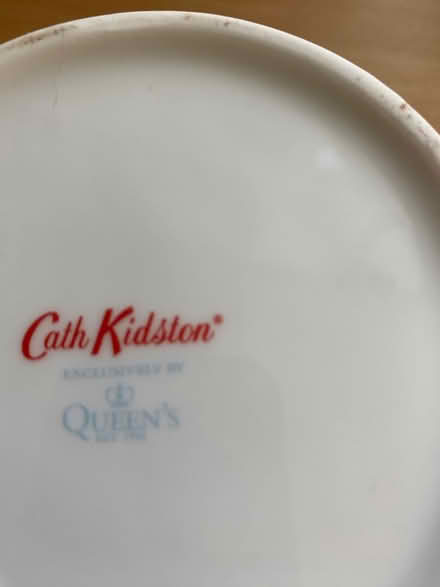 Cath Kidston®
EXCLUSIVELY BY
QUEEN'S